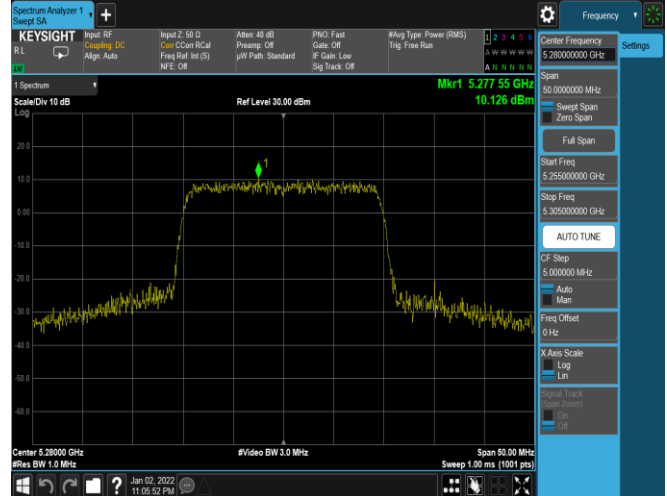 Spectrum Analyzer 1
Swept SA
Frequency
KEYSIGHT
R L
Input: RF
Coupling: DC
Align: Auto
Input Z: 50 Ω
Corr CCorr RCal
Freq Ref: Int (S)
NFE: Off
Atten: 40 dB
Preamp: Off
µW Path: Standard
PNO: Fast
Gate: Off
IF Gain: Low
Sig Track: Off
#Avg Type: Power (RMS)
Trig: Free Run
1 2 3 4 5 6
A W W W W W
A N N N N N
LXI
1 Spectrum
Scale/Div 10 dB
Log
Ref Level 30.00 dBm
Mkr1 5.277 55 GHz
10.126 dBm
1
20.0
10.0
0.00
-10.0
-20.0
-30.0
-40.0
-50.0
-60.0
Center 5.28000 GHz
#Res BW 1.0 MHz
#Video BW 3.0 MHz
Span 50.00 MHz
Sweep 1.00 ms (1001 pts)
Jan 02, 2022
11:05:52 PM
Center Frequency
5.280000000 GHz
Settings
Span
50.0000000 MHz
Swept Span
Zero Span
Full Span
Start Freq
5.255000000 GHz
Stop Freq
5.305000000 GHz
AUTO TUNE
CF Step
5.000000 MHz
Auto
Man
Freq Offset
0 Hz
X Axis Scale
Log
Lin
Signal Track
(Span Zoom)
On
Off